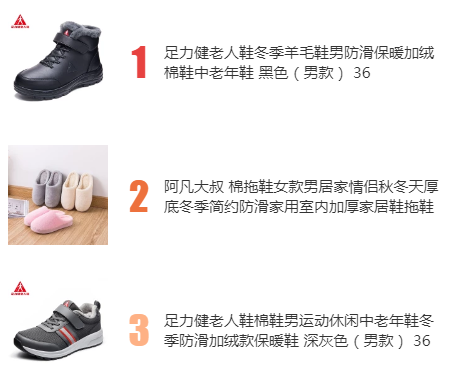 1
足力健老人鞋冬季羊毛鞋男防滑保暖加绒
棉鞋中老年鞋 黑色（男款） 36
2
阿凡大叔 棉拖鞋女款男居家情侣秋冬天厚
底冬季简约防滑家用室内加厚家居鞋拖鞋
3
足力健老人鞋棉鞋男运动休闲中老年鞋冬
季防滑加绒款保暖鞋 深灰色（男款） 36